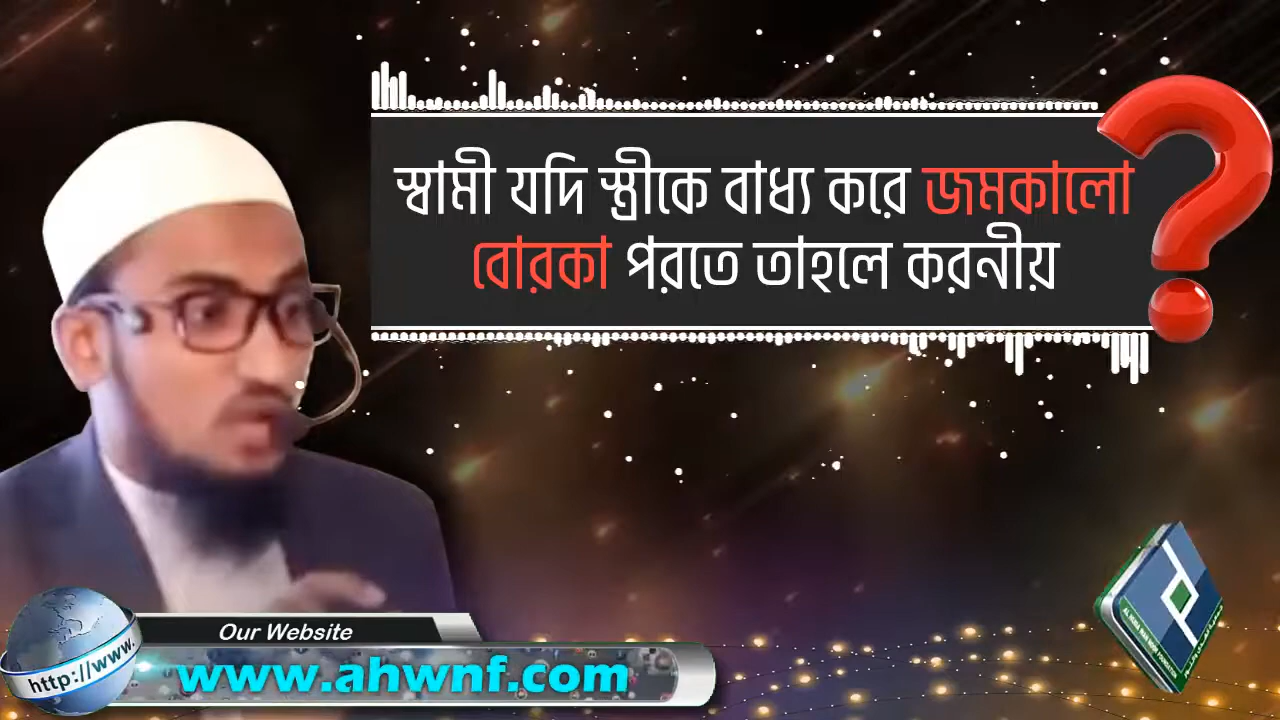 স্বামী যদি স্ত্রীকে বাধ্য করে জমকালো
বোরকা পরতে তাহলে করনীয়
?
Our Website
http://www.
www.ahwnf.com